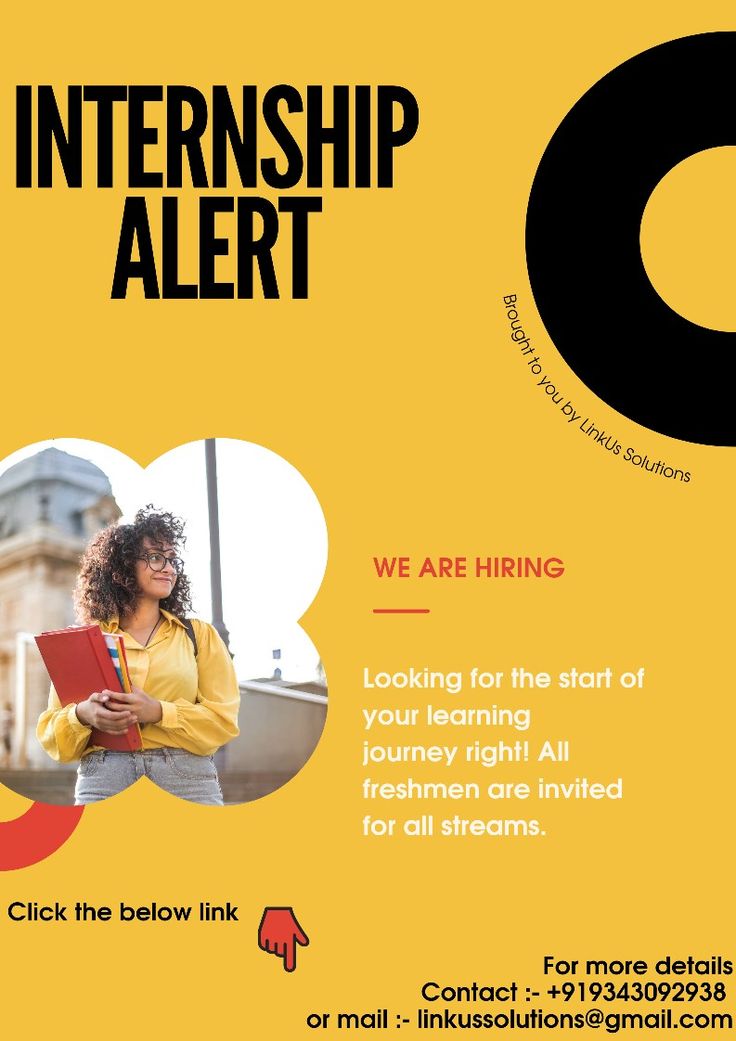 INTERNSHIP
ALERT
Brought to you by LinkUs Solutions
WE ARE HIRING
Looking for the start of
your learning
journey right! All
freshmen are invited
for all streams.
Click the below link
For more details
Contact :- +919343092938
or mail :- linkussolutions@gmail.com